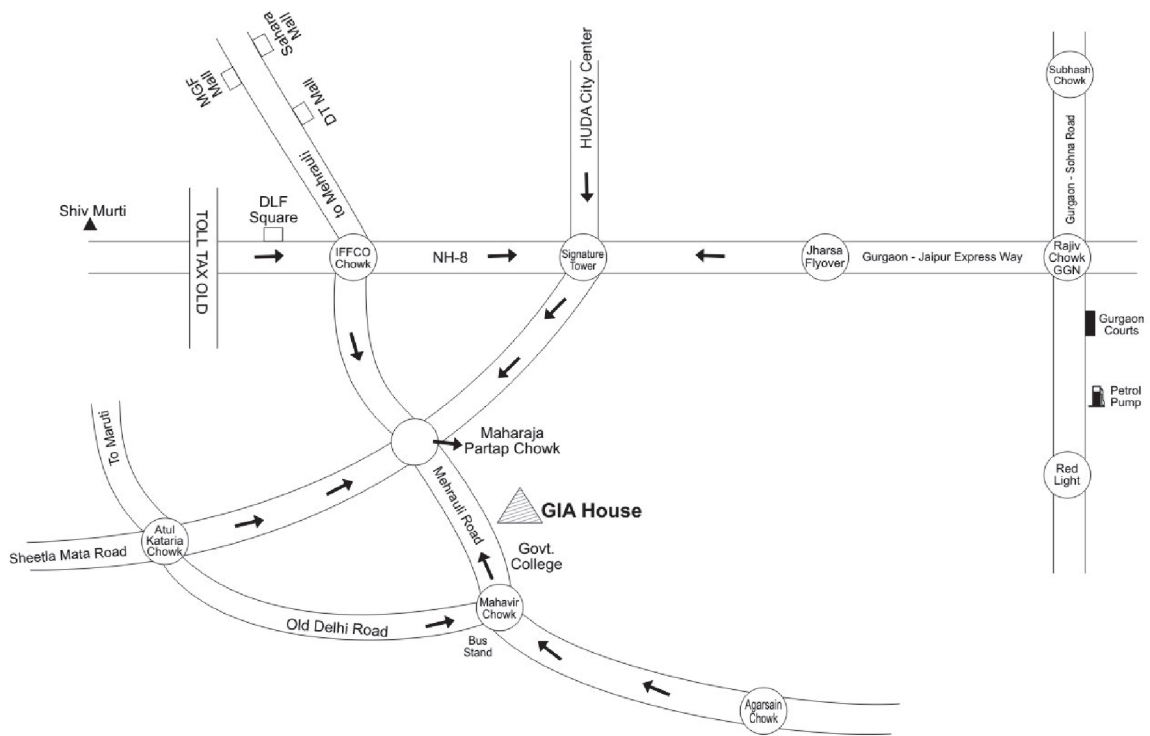 Sahara
Mall
MGF
Mall
DT Mall
to Mehrauli
HUDA City Center
Subhash
Chowk
Gurgaon - Sohna Road
Shiv Murti
TOLL TAX OLD
DLF
Square
IFFCO
Chowk
NH-8
Signature
Tower
Jharsa
Flyover
Gurgaon - Jaipur Express Way
Rajiv
Chowk
GGN
Gurgaon
Courts
Petrol
Pump
Red
Light
To Maruti
Maharaja
Partap Chowk
Mehrauli Road
GIA House
Govt.
College
Atul
Kataria
Chowk
Sheetla Mata Road
Old Delhi Road
Mahavir
Chowk
Bus
Stand
Agarsain
Chowk